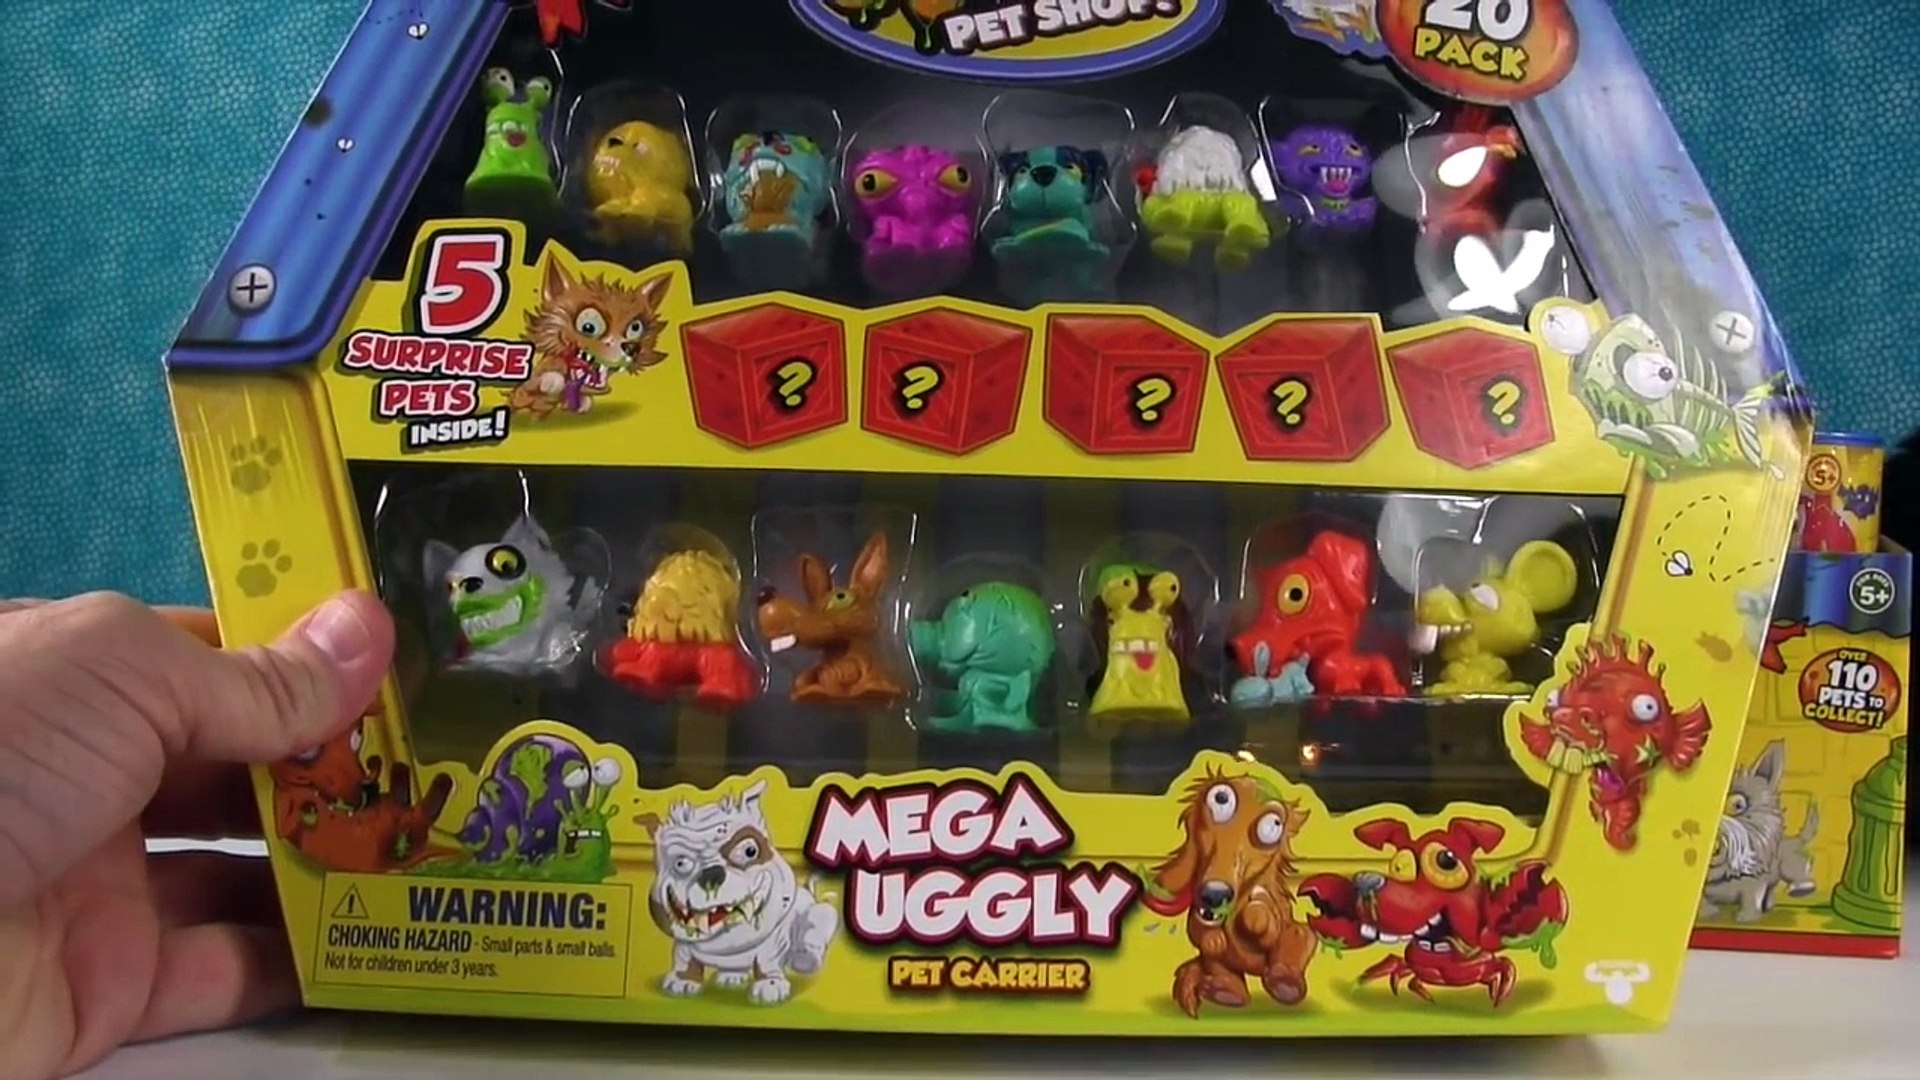 PET SHOP!
20
PACK
5
SURPRISE
PETS
INSIDE!
?
?
?
?
?
5+
5+
OVER
110
PETS TO
COLLECT!
MEGA
UGGLY
PET CARRIER
WARNING:
CHOKING HAZARD - Small parts & small balls.
Not for children under 3 years.